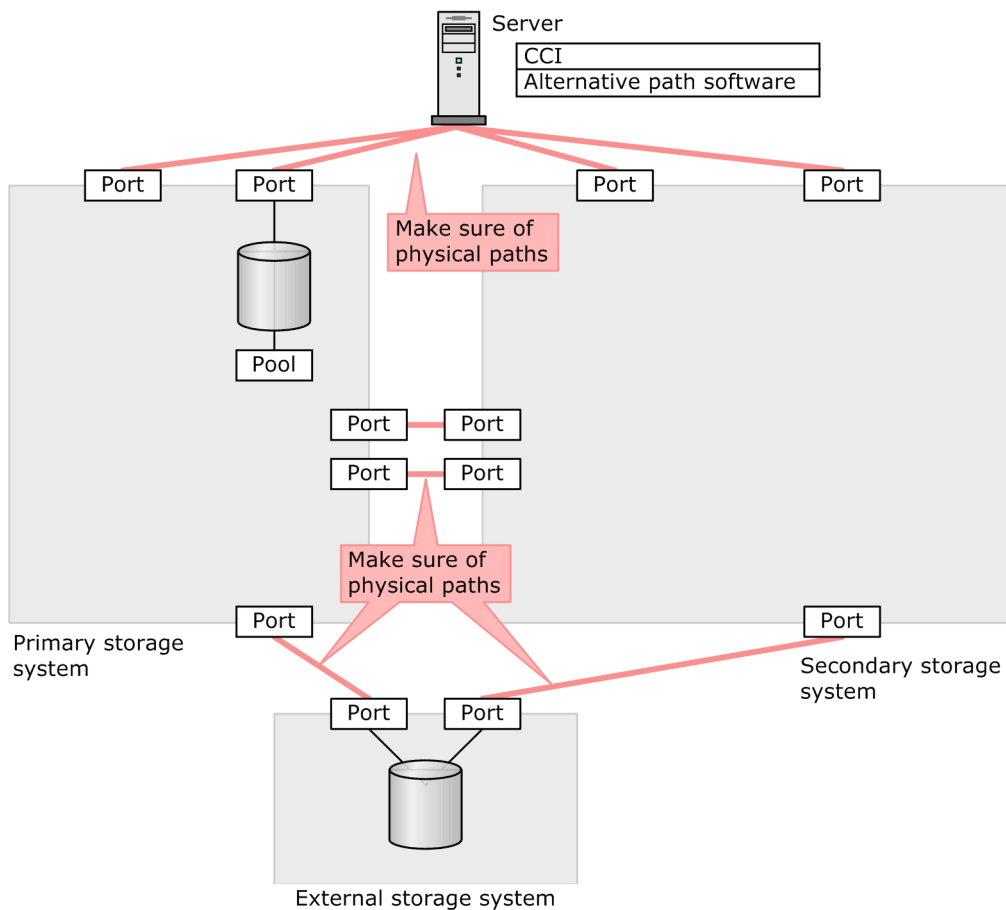 Server
CCI
Alternative path software
Port
Port
Port
Port
Make sure of
physical paths
Pool
Port
Port
Port
Port
Make sure of
physical paths
Port
Port
Primary storage
system
Secondary storage
system
Port
Port
External storage system